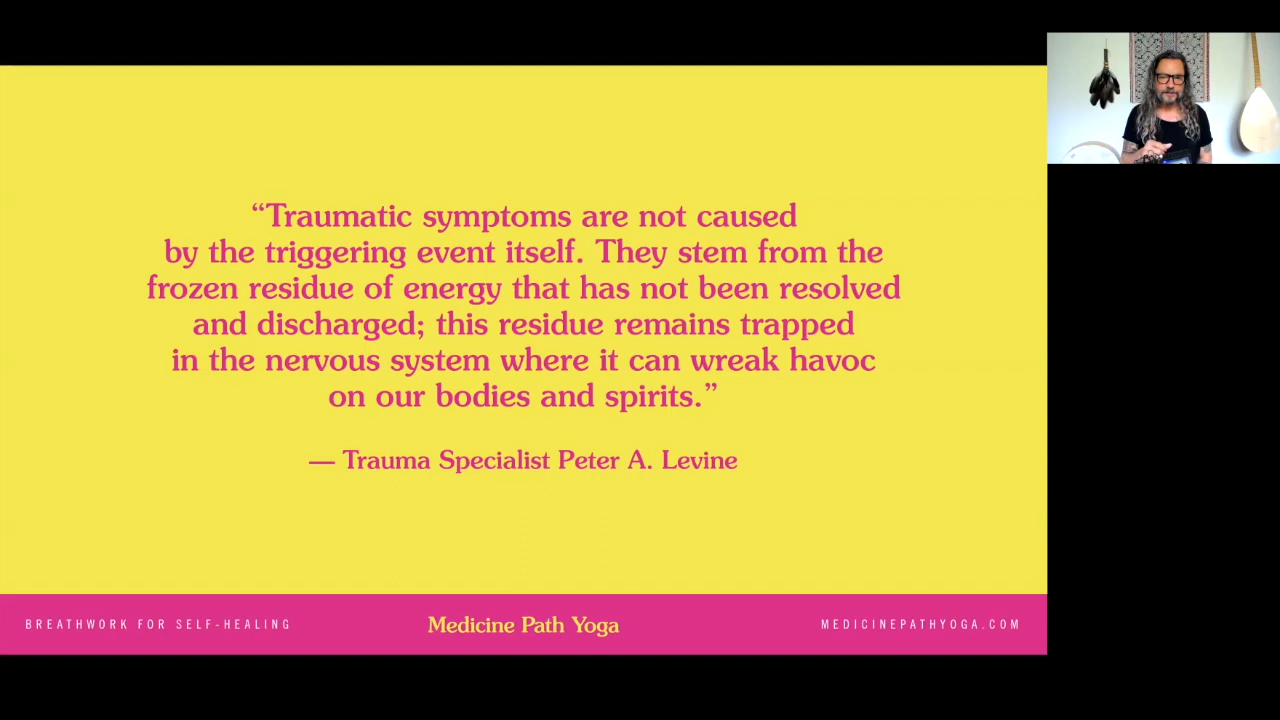 “Traumatic symptoms are not caused
by the triggering event itself. They stem from the
frozen residue of energy that has not been resolved
and discharged; this residue remains trapped
in the nervous system where it can wreak havoc
on our bodies and spirits.”
— Trauma Specialist Peter A. Levine
BREATHWORK FOR SELF-HEALING
Medicine Path Yoga
MEDICINEPATHYOGA.COM